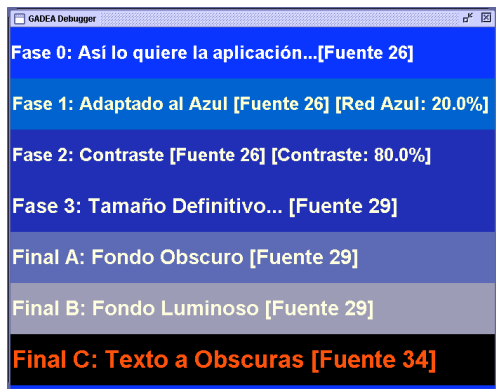 GADEA Debugger
Fase 0: Así lo quiere la aplicación...[Fuente 26]
Fase 1: Adaptado al Azul [Fuente 26] [Red Azul: 20.0%]
Fase 2: Contraste [Fuente 26] [Contraste: 80.0%]
Fase 3: Tamaño Definitivo... [Fuente 29]
Final A: Fondo Obscuro [Fuente 29]
Final B: Fondo Luminoso [Fuente 29]
Final C: Texto a Obscuras [Fuente 34]